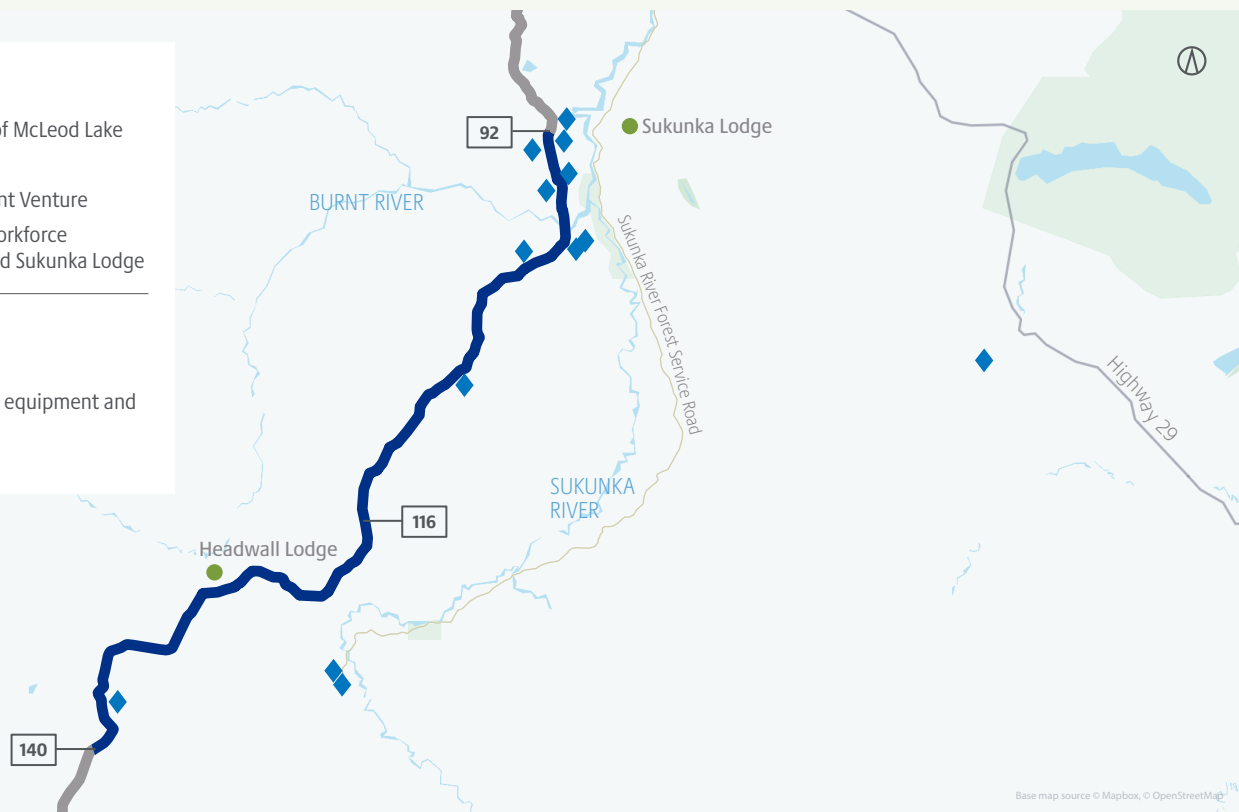 of McLeod Lake
nt Venture
orkforce
d Sukunka Lodge
equipment and
92
Sukunka Lodge
BURNT RIVER
Sukunka River Forest Service Road
Highway 29
SUKUNKA
RIVER
116
Headwall Lodge
140
Base map source © Mapbox, © OpenStreetMap